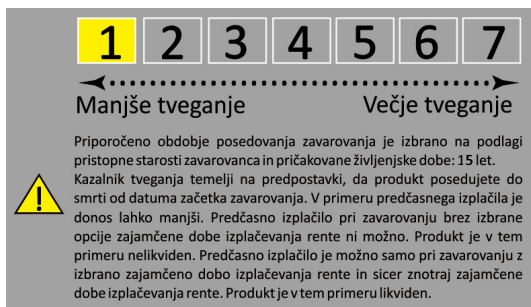 1 2 3 4 5 6 7
Manjše tveganje Večje tveganje
Priporočeno obdobje posedovanja zavarovanja je izbrano na podlagi
pristopne starosti zavarovanca in pričakovane življenjske dobe: 15 let.
Kazalnik tveganja temelji na predpostavki, da produkt posedujete do
smrti od datuma začetka zavarovanja. V primeru predčasnega izplačila je
donos lahko manjši. Predčasno izplačilo pri zavarovanju brez izbrane
opcije zajamčene dobe izplačevanja rente ni možno. Produkt je v tem
primeru nelikviden. Predčasno izplačilo je možno samo pri zavarovanju z
izbrano zajamčeno dobo izplačevanja rente in sicer znotraj zajamčene
dobe izplačevanja rente. Produkt je v tem primeru likviden.